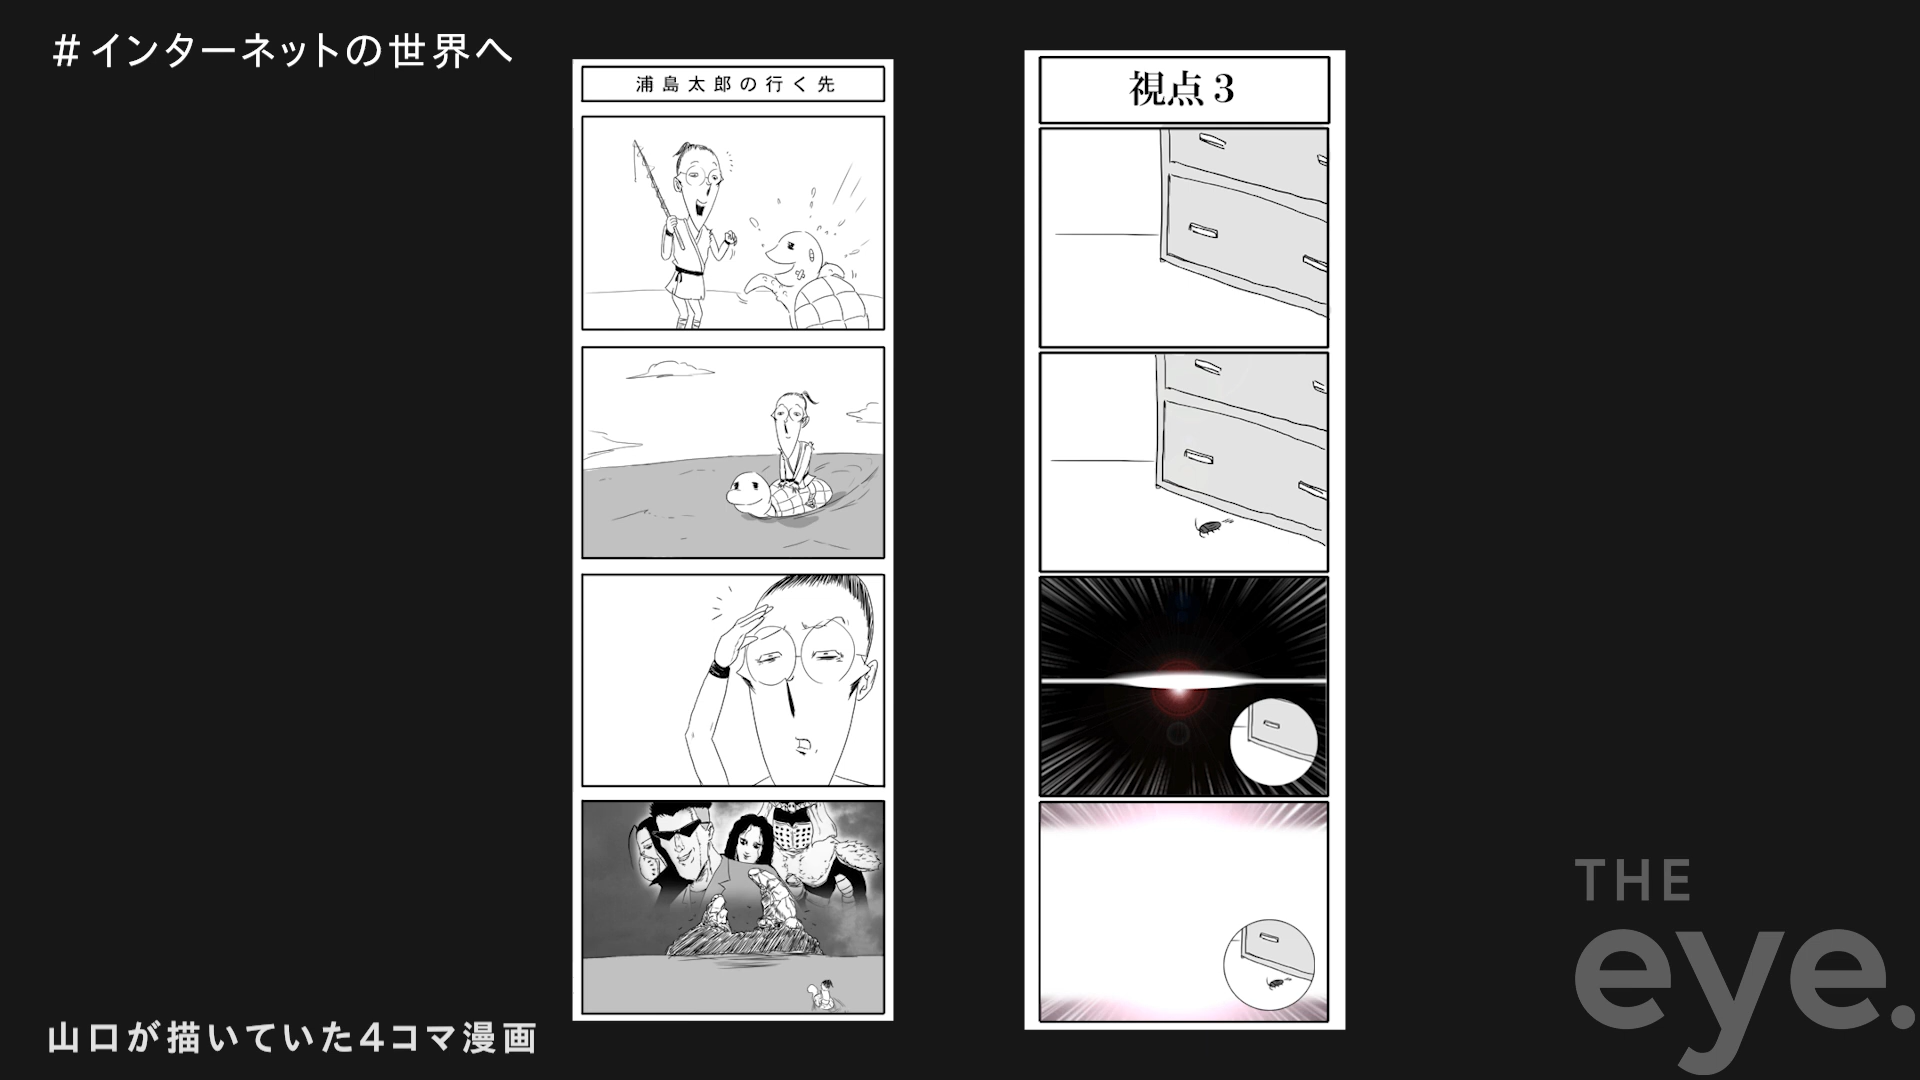 #インターネットの世界へ
浦島太郎の行く先
視点3
山口が描いていた4コマ漫画
THE
eye.